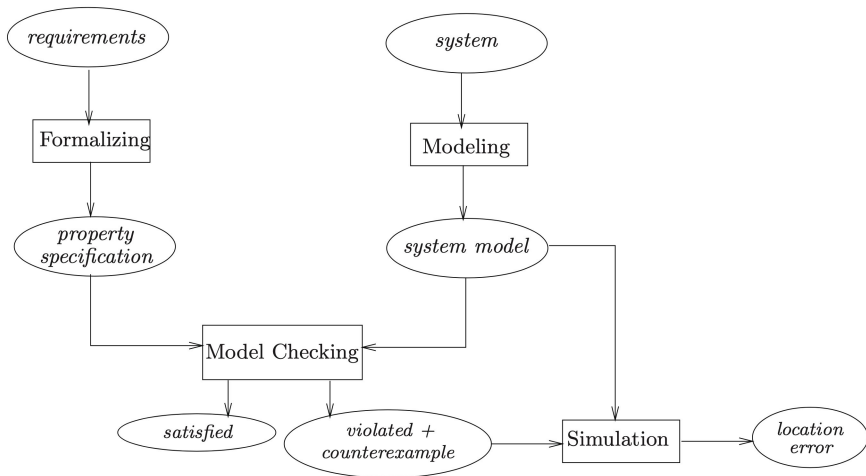 requirements
system
Formalizing
Modeling
property
specification
system model
Model Checking
satisfied
violated +
counterexample
Simulation
location
error